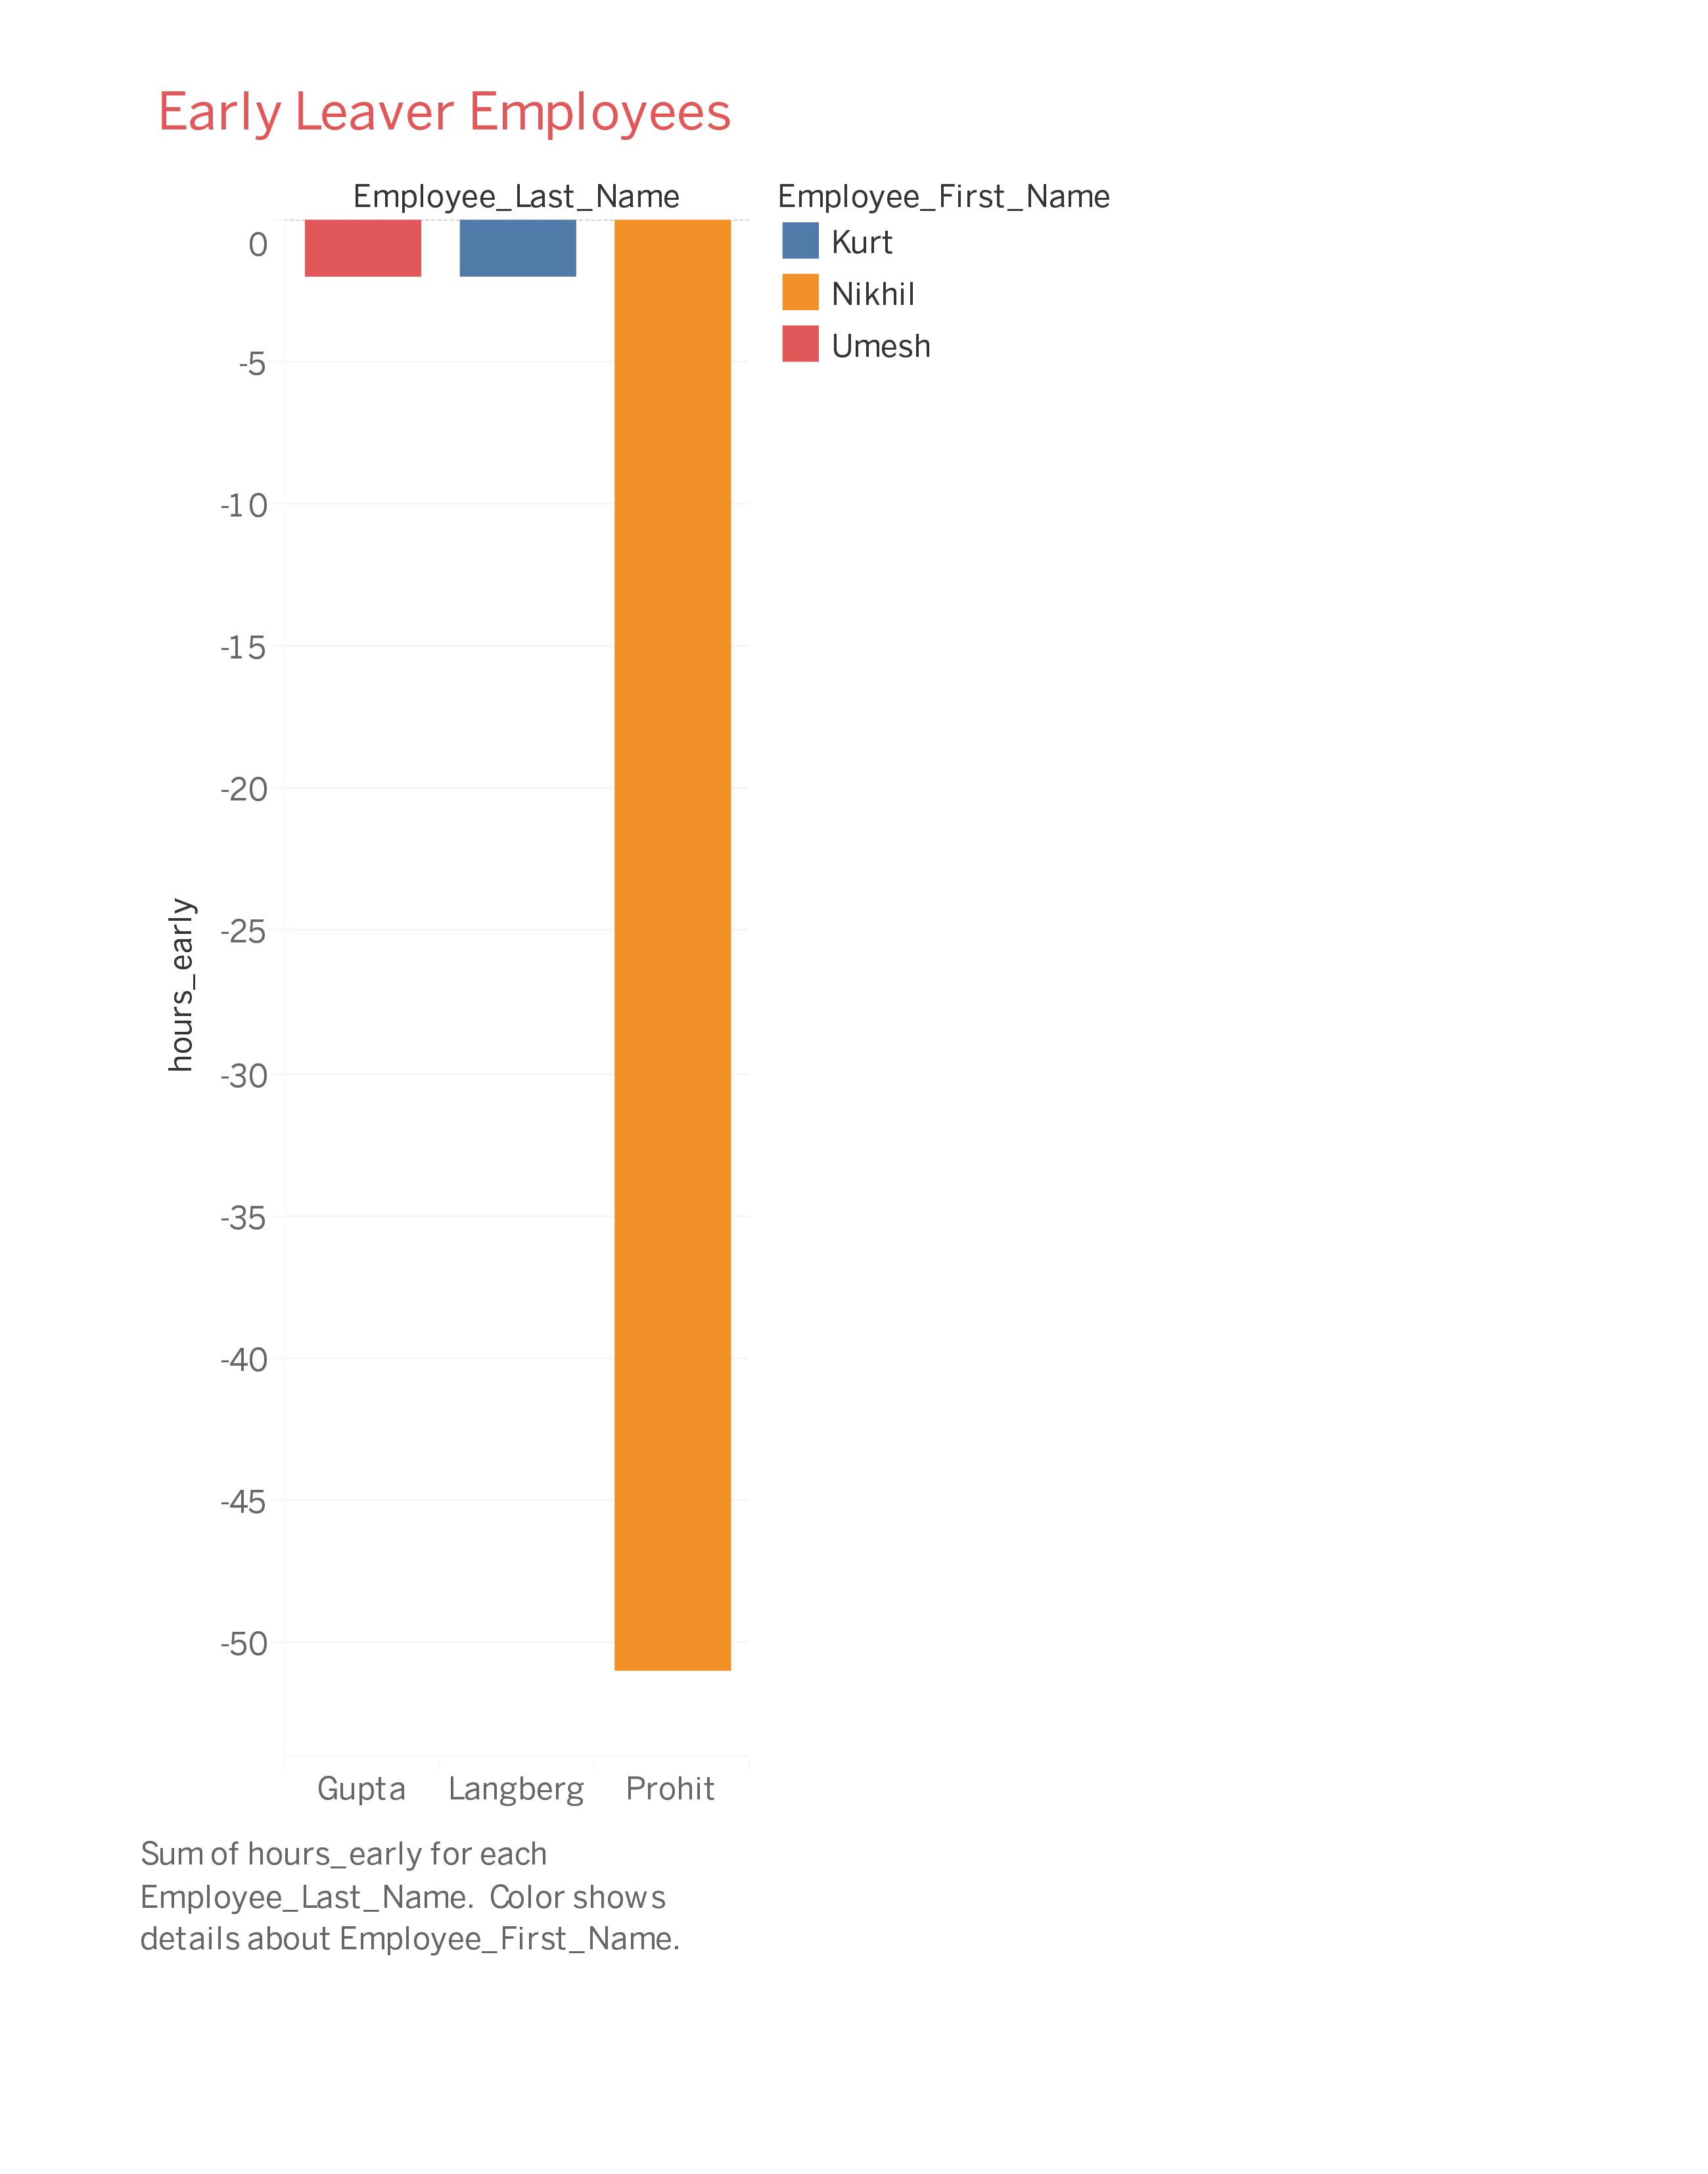 Early Leaver Employees
Employee_Last_Name
Employee_First_Name
Kurt
Nikhil
Umesh
0
-5
-10
-15
-20
-25
-30
-35
-40
-45
-50
hours_early
Gupta Langberg Prohit
Sum of hours_early for each
Employee_Last_Name. Color shows
details about Employee_First_Name.